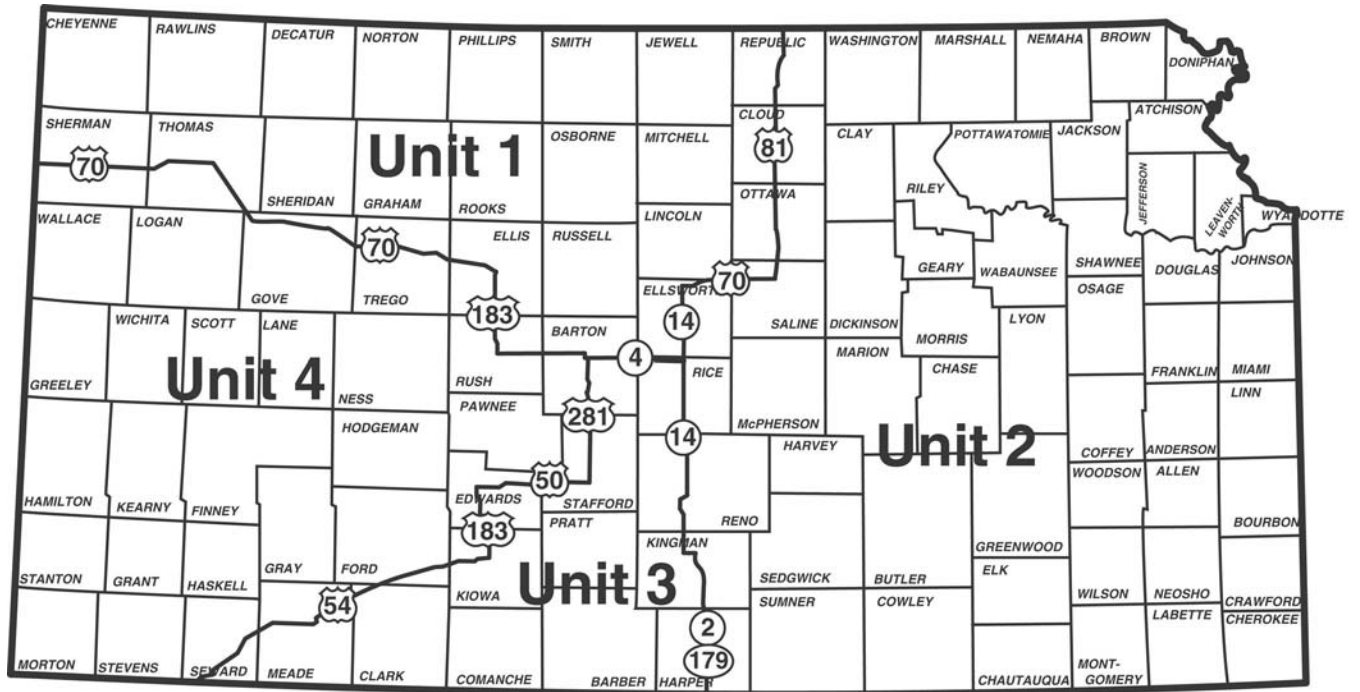 CHEYENNE
RAWLINS
DECATUR
NORTON
PHILLIPS
SMITH
JEWELL
REPUBLIC
WASHINGTON
MARSHALL
NEMAHA
BROWN
DONIPHAN
SHERMAN
THOMAS
SHERIDAN
GRAHAM
ROOKS
OSBORNE
MITCHELL
CLOUD
CLAY
RILEY
POTTAWATOMIE
JACKSON
ATCHISON
70
Unit 1
81
OTTAWA
JEFFERSON
LEAVEN-
WORTH
WYANDOTTE
WALLACE
LOGAN
GOVE
TREGO
70
ELLIS
RUSSELL
LINCOLN
ELLSWORTH
70
SALINE
DICKINSON
GEARY
WABAUNSEE
SHAWNEE
DOUGLAS
JOHNSON
183
14
GREELEY
WICHITA
SCOTT
LANE
NESS
RUSH
BARTON
4
RICE
McPHERSON
MARION
MORRIS
CHASE
LYON
OSAGE
FRANKLIN
MIAMI
Unit 4
281
14
Unit 2
HAMILTON
KEARNY
FINNEY
HODGEMAN
PAWNEE
EDWARDS
50
STAFFORD
RENO
HARVEY
COFFEY
ANDERSON
LINN
WOODSON
ALLEN
BOURBON
183
STANTON
GRANT
HASKELL
GRAY
FORD
KIOWA
PRATT
KINGMAN
SEDGWICK
BUTLER
GREENWOOD
ELK
WILSON
NEOSHO
CRAWFORD
54
Unit 3
2
179
MORTON
STEVENS
SEWARD
MEADE
CLARK
COMANCHE
BARBER
HARPER
SUMNER
COWLEY
CHAUTAUQUA
MONT-
GOMERY
LABETTE
CHEROKEE